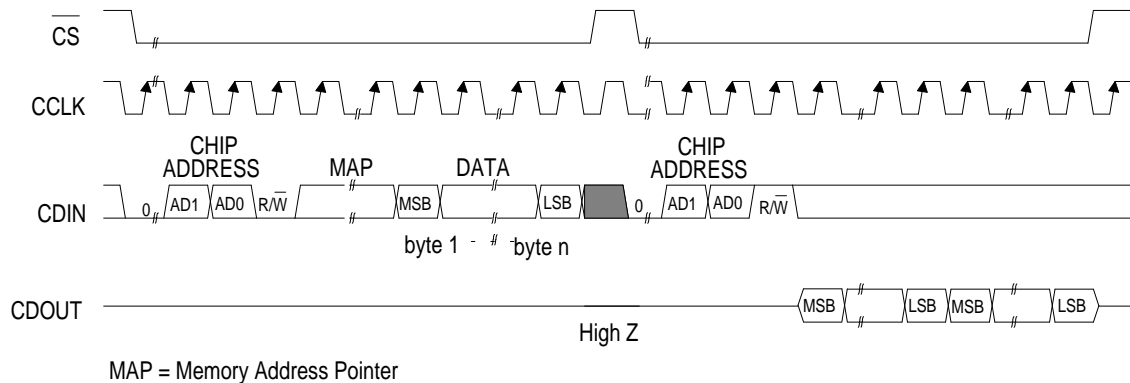 CS
CCLK
CHIP ADDRESS
MAP
DATA
CHIP ADDRESS
CDIN
0
AD1
AD0
R/W
MSB
LSB
0
AD1
AD0
R/W
byte 1
byte n
CDOUT
MSB
LSB
MSB
LSB
High Z
MAP = Memory Address Pointer